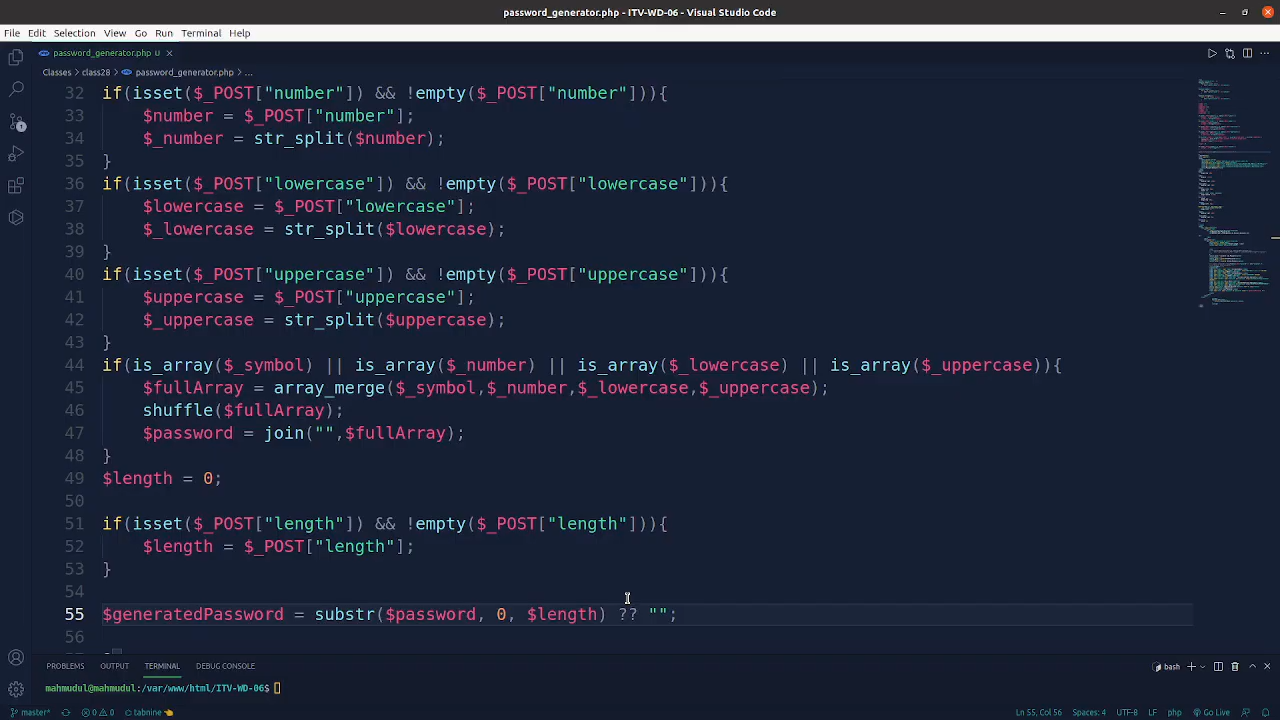 password_generator.php - ITV-WD-06 - Visual Studio Code
File Edit Selection View Go Run Terminal Help
password_generator.php U
Classes > class28 > password_generator.php > ...
32 if(isset($_POST["number"]) && !empty($_POST["number"])){
33 $number = $_POST["number"];
34 $_number = str_split($number);
35 }
36 if(isset($_POST["lowercase"]) && !empty($_POST["lowercase"])){
37 $lowercase = $_POST["lowercase"];
38 $_lowercase = str_split($lowercase);
39 }
40 if(isset($_POST["uppercase"]) && !empty($_POST["uppercase"])){
41 $uppercase = $_POST["uppercase"];
42 $_uppercase = str_split($uppercase);
43 }
44 if(is_array($_symbol) || is_array($_number) || is_array($_lowercase) || is_array($_uppercase)){
45 $fullArray = array_merge($_symbol,$_number,$_lowercase,$_uppercase);
46 shuffle($fullArray);
47 $password = join("",$fullArray);
48 }
49 $length = 0;
50
51 if(isset($_POST["length"]) && !empty($_POST["length"])){
52 $length = $_POST["length"];
53 }
54
55 $generatedPassword = substr($password, 0, $length) ?? "";
56
PROBLEMS OUTPUT TERMINAL DEBUG CONSOLE
bash
mahmudul@mahmudul:/var/www/html/ITV-WD-06$
master* 0 0 tabnine
Ln 55, Col 56 Spaces: 4 UTF-8 LF php Go Live